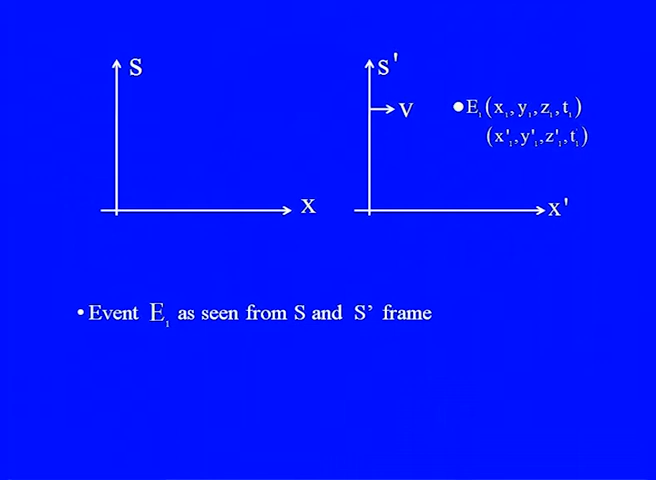 S
S'
V
E₁(x₁,y₁,z₁,t₁)
(x'₁,y'₁,z'₁,t'₁)
X
X'
• Event E₁ as seen from S and S’ frame